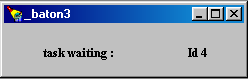 _baton3
task waiting : Id 4